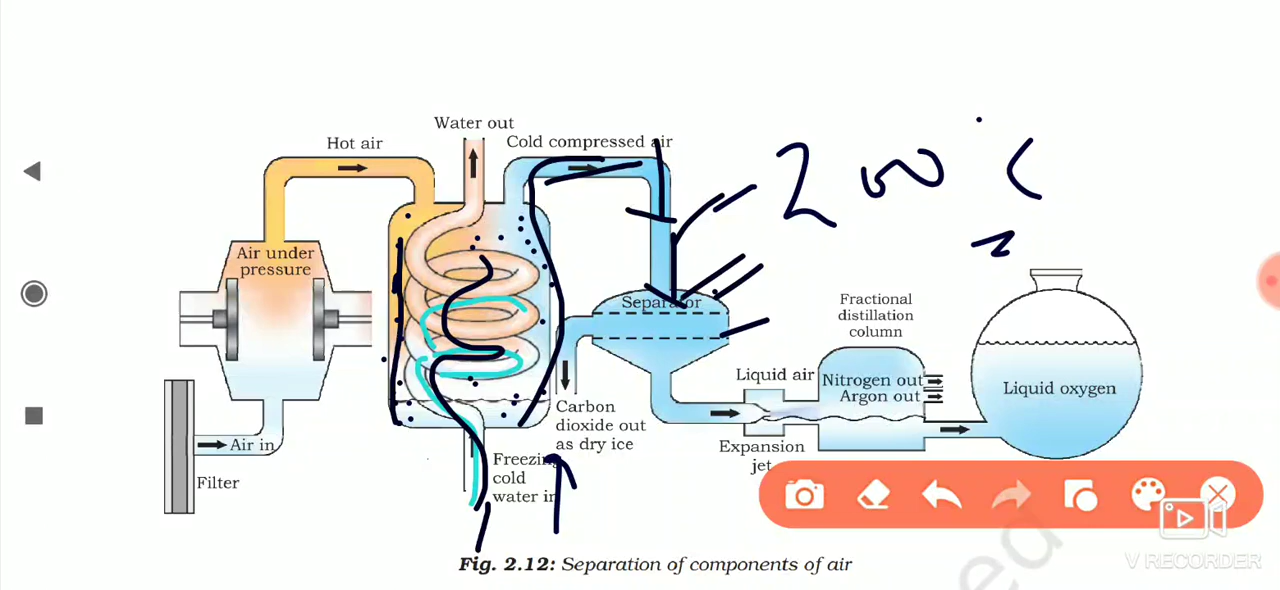 Water out
Hot air
Cold compressed air
200°C
Air under
pressure
Separator
Fractional
distillation
column
Liquid air
Nitrogen out
Argon out
Liquid oxygen
Carbon
dioxide out
as dry ice
Air in
Expansion
jet
Freezing
cold
water in
Filter
Fig. 2.12: Separation of components of air
V RECORDER